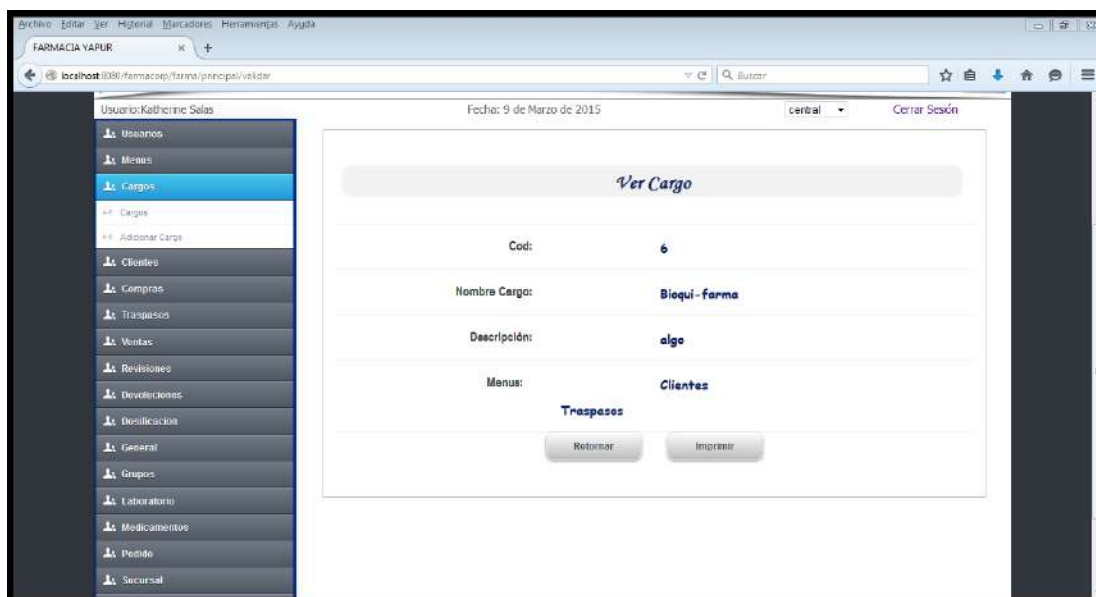 Archivo Editar Ver Historial Marcadores Herramientas Ayuda
FARMACIA YAPUR × +
localhost:8080/farmacorp/farma/principal/validar Buscar
Usuario:Katherine Salas Fecha: 9 de Marzo de 2015 central Cerrar Sesión
Usuarios
Menus
Cargos
Cargos
Adicionar Cargo
Clientes
Compras
Traspasos
Ventas
Revisiones
Devoluciones
Dosificacion
General
Grupos
Laboratorio
Medicamentos
Pedido
Sucursal
Ver Cargo
Cod: 6
Nombre Cargo: Bioqui-farma
Descripción: algo
Menus: Clientes
Traspasos
Retornar Imprimir